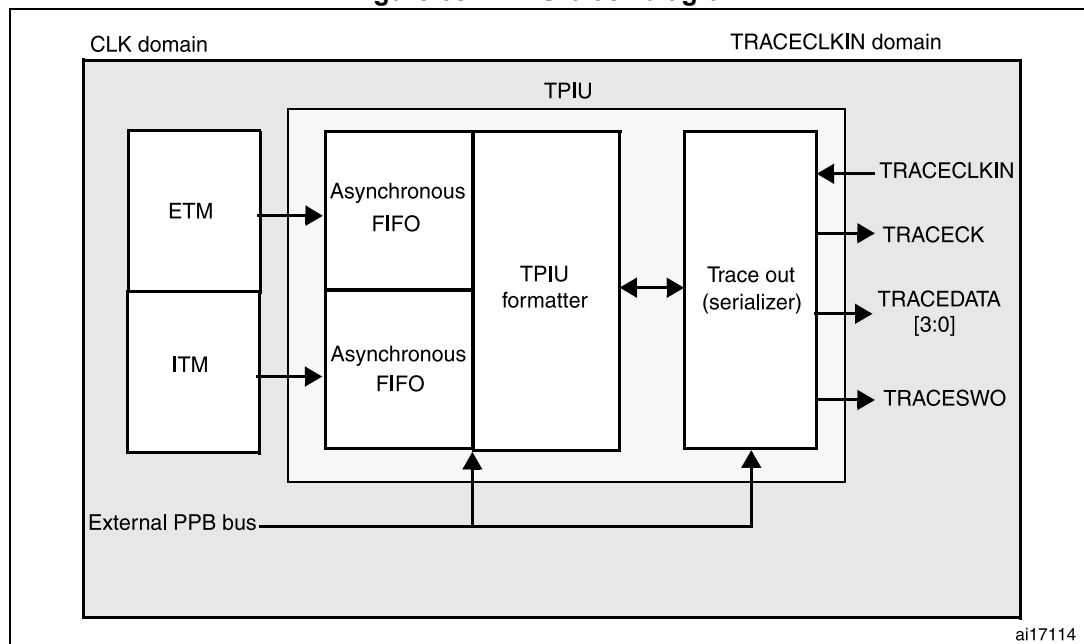 CLK domain
TRACECLKIN domain
TPIU
ETM
Asynchronous
FIFO
ITM
Asynchronous
FIFO
TPIU
formatter
Trace out
(serializer)
TRACECLKIN
TRACECK
TRACEDATA
[3:0]
TRACESWO
External PPB bus
ai17114